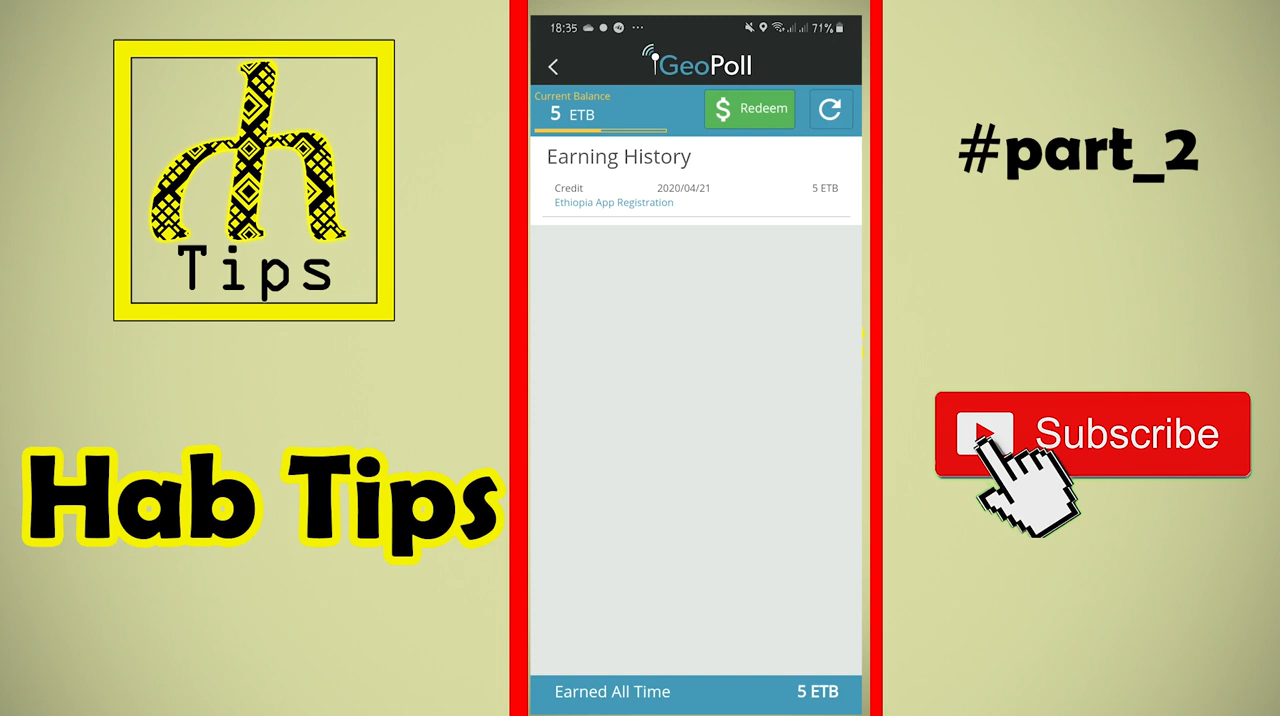 ሐ
Tips
Hab Tips
18:35 ... 71%
GeoPoll
Current Balance
5 ETB
$ Redeem
Earning History
Credit 2020/04/21 5 ETB
Ethiopia App Registration
Earned All Time 5 ETB
#part_2
Subscribe